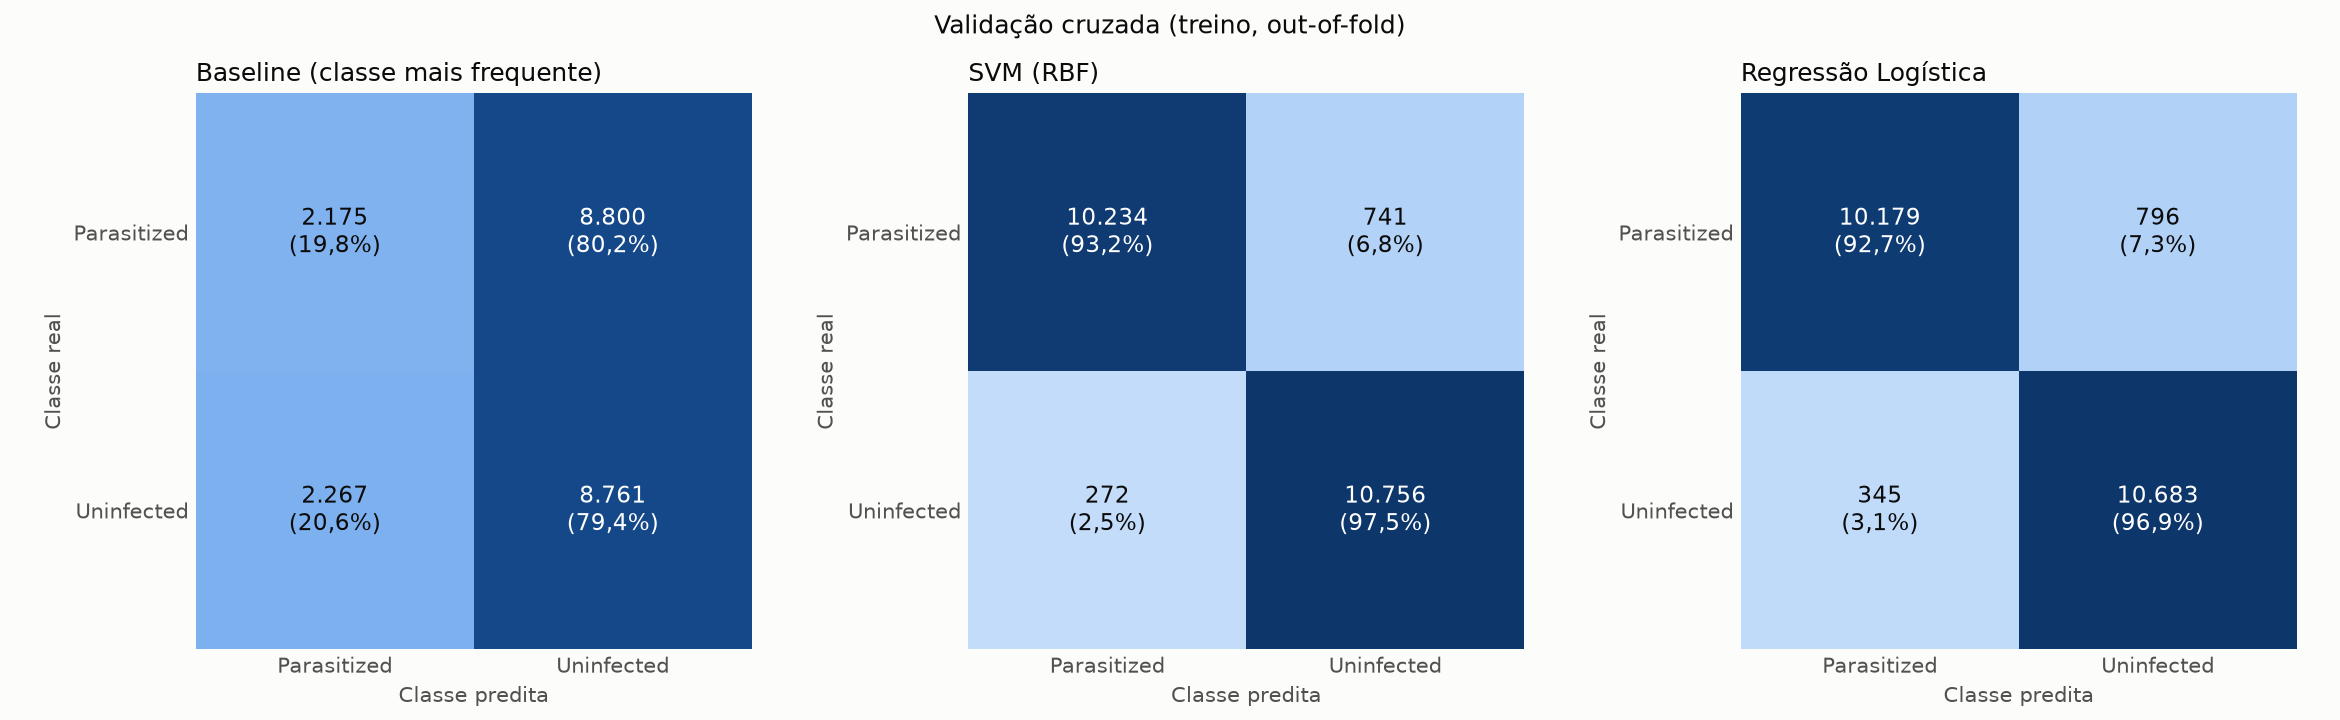 Validação cruzada (treino, out-of-fold)
Baseline (classe mais frequente)
Classe real
Parasitized
2.175
(19,8%)
8.800
(80,2%)
Uninfected
2.267
(20,6%)
8.761
(79,4%)
Parasitized
Uninfected
Classe predita
SVM (RBF)
Classe real
Parasitized
10.234
(93,2%)
741
(6,8%)
Uninfected
272
(2,5%)
10.756
(97,5%)
Parasitized
Uninfected
Classe predita
Regressão Logística
Classe real
Parasitized
10.179
(92,7%)
796
(7,3%)
Uninfected
345
(3,1%)
10.683
(96,9%)
Parasitized
Uninfected
Classe predita